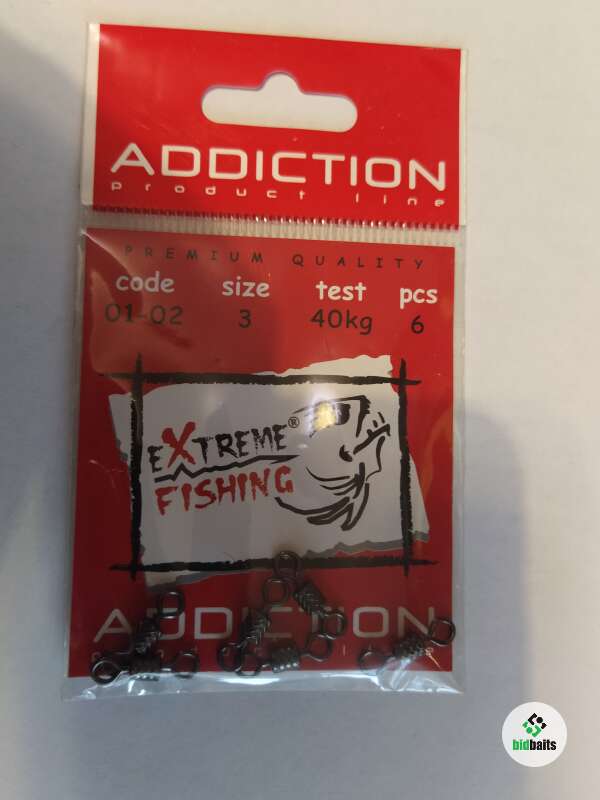 ADDICTION
product line
PREMIUM QUALITY
code size test pcs
01-02 3 40kg 6
eXTREME®
FISHING
ADDICTION
bidbaits